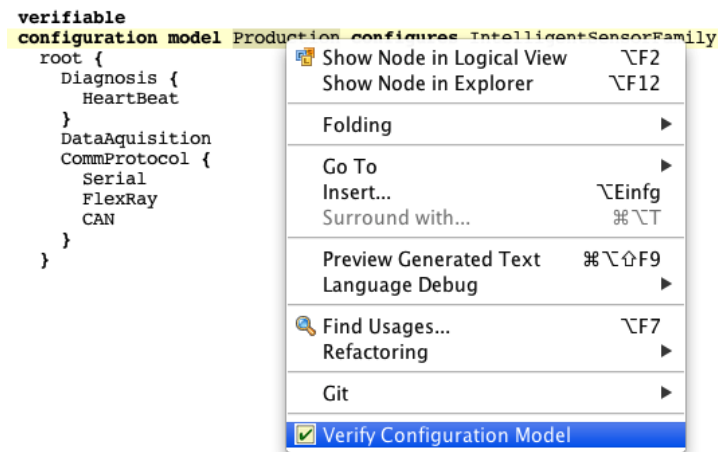 verifiable
configuration model Production configures IntelligentSensorFamily
root {
Diagnosis {
HeartBeat
}
DataAquisition
CommProtocol {
Serial
FlexRay
CAN
}
}
Show Node in Logical View ⌥F2
Show Node in Explorer ⌥F12
Folding ▶
Go To ▶
Insert... ⌥Einfg
Surround with... ⌘⌥T
Preview Generated Text ⌘⌥⇧F9
Language Debug ▶
Find Usages... ⌥F7
Refactoring ▶
Git ▶
Verify Configuration Model